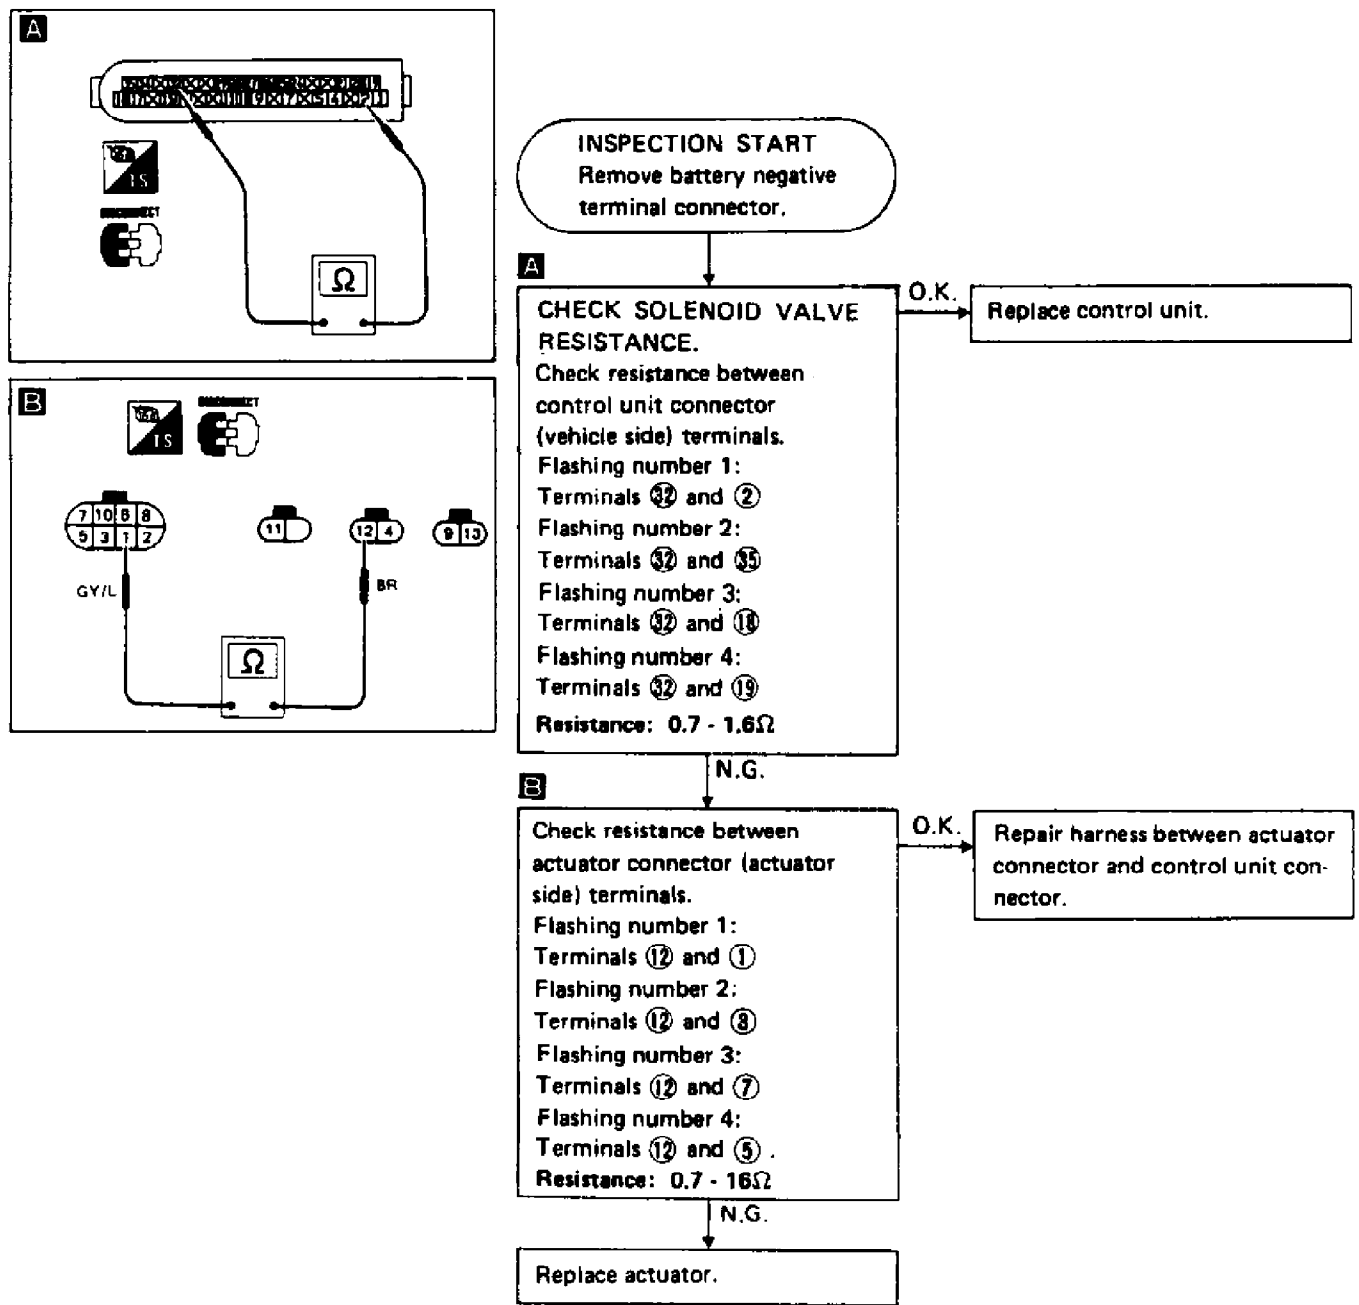 A
T.S
DISCONNECT
Ω
B
T.S
DISCONNECT
7 10 6 8
5 3 1 2
11
12 4
9 13
GY/L
BR
Ω
INSPECTION START
Remove battery negative
terminal connector.
A
CHECK SOLENOID VALVE
RESISTANCE.
Check resistance between
control unit connector
(vehicle side) terminals.
Flashing number 1:
Terminals 32 and 2
Flashing number 2:
Terminals 32 and 35
Flashing number 3:
Terminals 32 and 18
Flashing number 4:
Terminals 32 and 19
Resistance: 0.7 - 1.6Ω
O.K.
Replace control unit.
N.G.
B
Check resistance between
actuator connector (actuator
side) terminals.
Flashing number 1:
Terminals 12 and 1
Flashing number 2:
Terminals 12 and 3
Flashing number 3:
Terminals 12 and 7
Flashing number 4:
Terminals 12 and 5 .
Resistance: 0.7 - 16Ω
O.K.
Repair harness between actuator
connector and control unit con-
nector.
N.G.
Replace actuator.